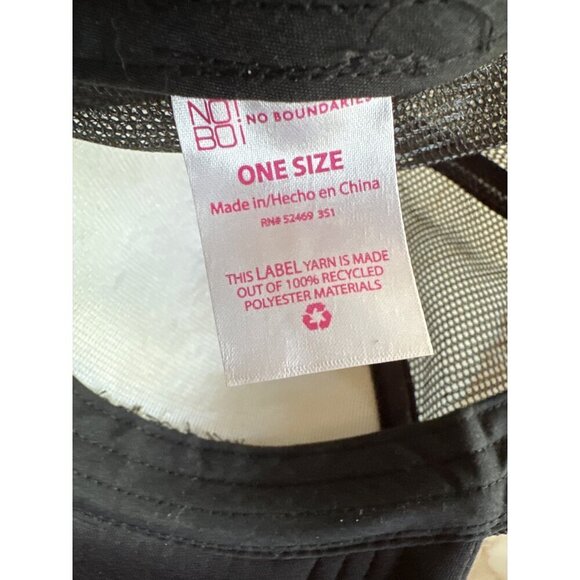 NO!
BO¡ NO BOUNDARIES
ONE SIZE
Made in/Hecho en China
RN# 52469 351
THIS LABEL YARN IS MADE
OUT OF 100% RECYCLED
POLYESTER MATERIALS